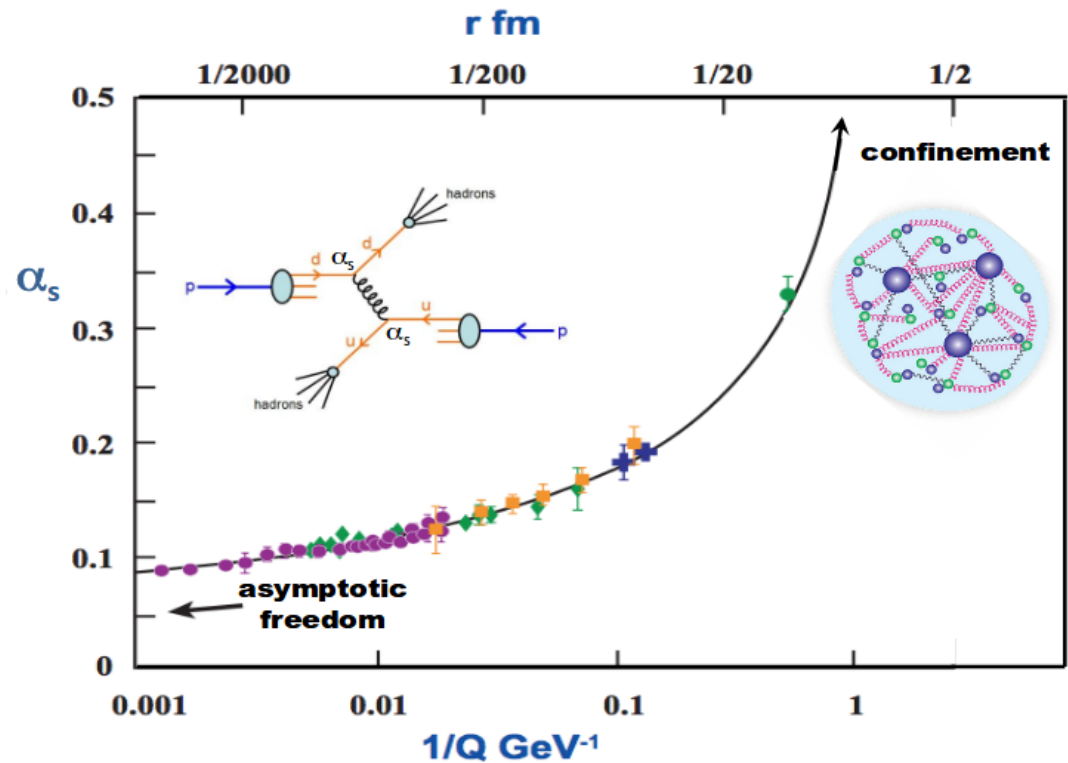 r fm
1/2000 1/200 1/20 1/2
0.5
confinement
hadrons
0.4
d
αs
d
αs
p
0.3
u
p
αs
u
hadrons
0.2
0.1
asymptotic
freedom
0
0.001 0.01 0.1 1
1/Q GeV⁻¹